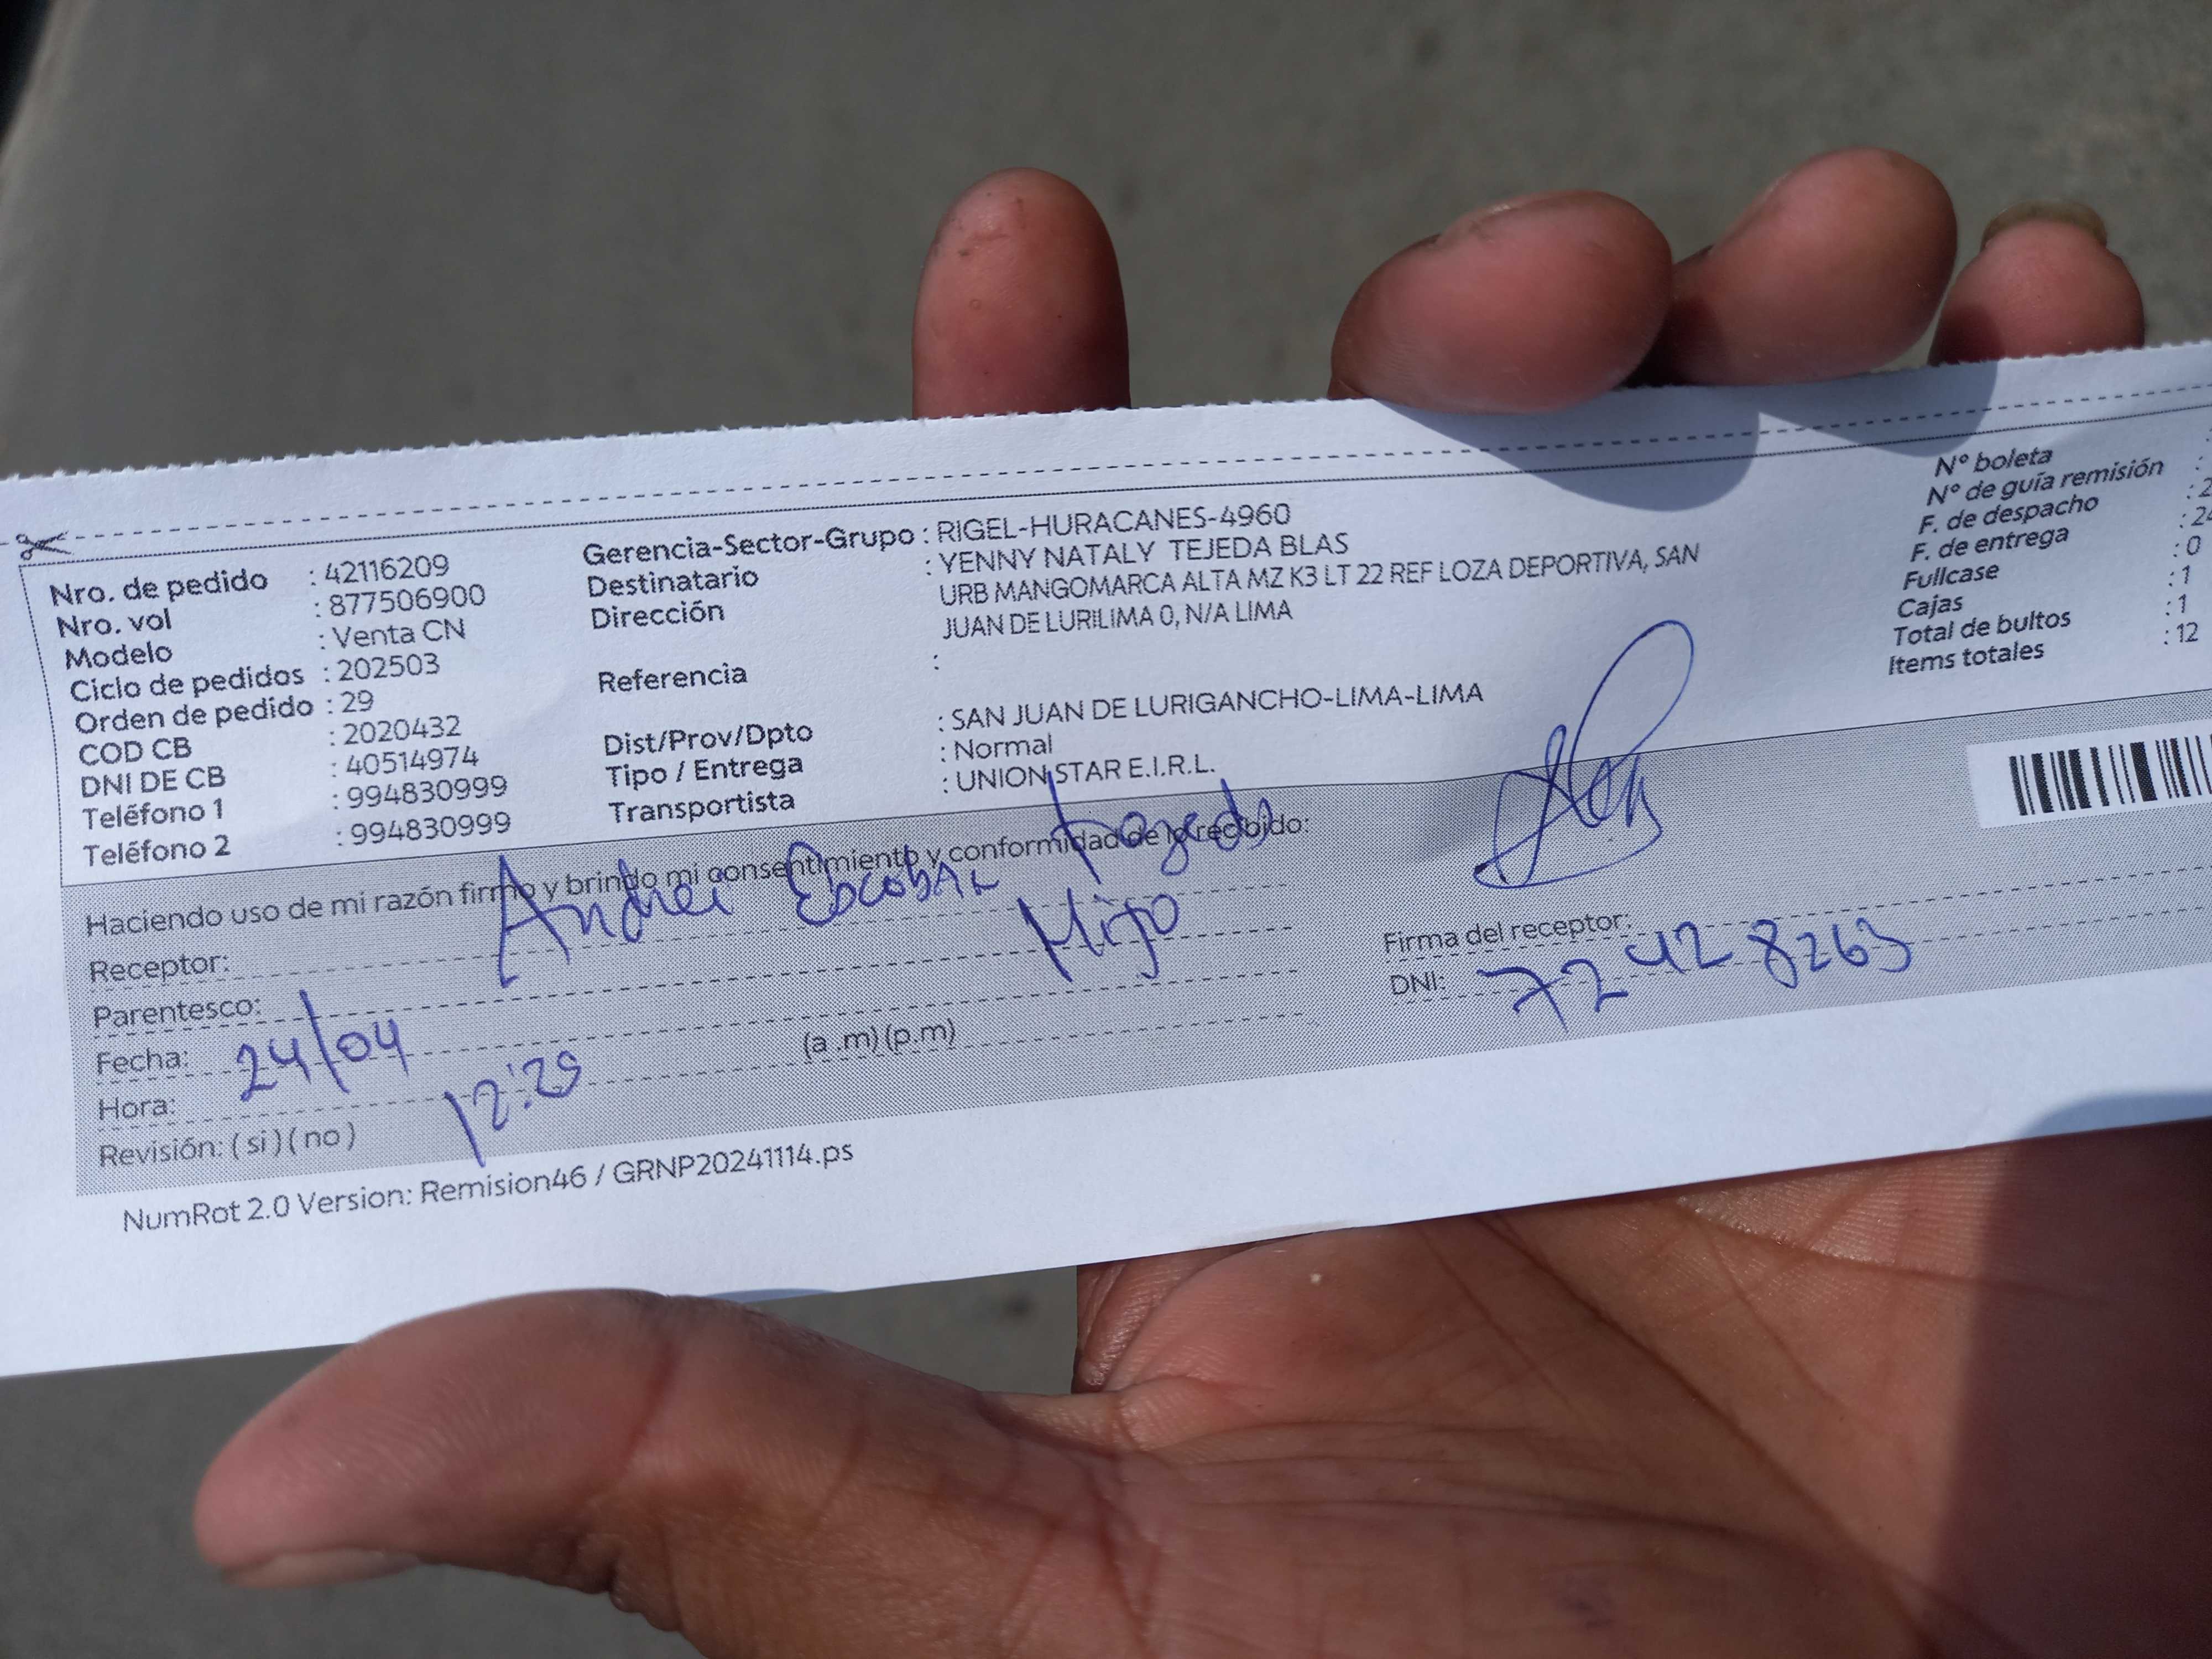 Nro. de pedido : 42116209
Nro. vol : 877506900
Modelo : Venta CN
Ciclo de pedidos : 202503
Orden de pedido : 29
COD CB : 2020432
DNI DE CB : 40514974
Teléfono 1 : 994830999
Teléfono 2 : 994830999
Gerencia-Sector-Grupo : RIGEL-HURACANES-4960
Destinatario : YENNY NATALY TEJEDA BLAS
Dirección URB MANGOMARCA ALTA MZ K3 LT 22 REF LOZA DEPORTIVA, SAN
JUAN DE LURILIMA 0, N/A LIMA
Referencia :
Dist/Prov/Dpto : SAN JUAN DE LURIGANCHO-LIMA-LIMA
Tipo / Entrega : Normal
Transportista : UNION STAR E.I.R.L.
N° boleta :
N° de guía remisión :
F. de despacho : 2
F. de entrega : 24
Fullcase : 0
Cajas : 1
Total de bultos : 1
Items totales : 12
Haciendo uso de mi razón firmo y brindo mi consentimiento y conformidad de lo recibido:
Receptor: Andrei Escobar
Parentesco: Hijo
Fecha: 24/04
Hora: 12:29 (a .m) (p.m)
Revisión: ( si ) ( no )
Firma del receptor:
DNI: 72428263
NumRot 2.0 Version: Remision46 / GRNP20241114.ps